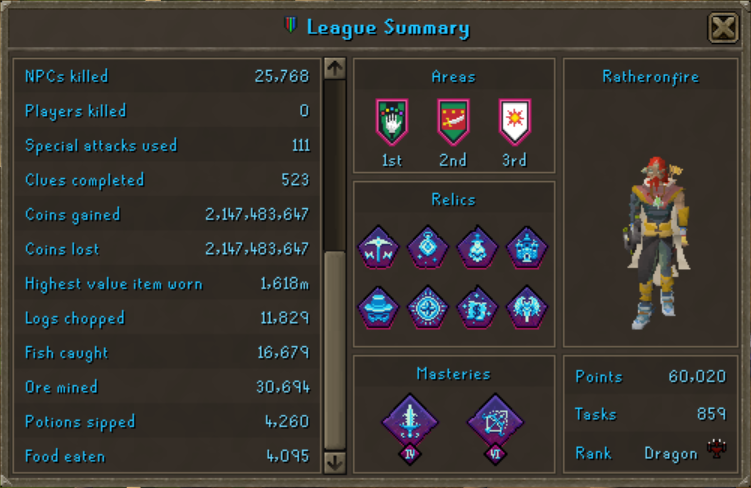 League Summary
NPCs killed 25,768
Players killed 0
Special attacks used 111
Clues completed 523
Coins gained 2,147,483,647
Coins lost 2,147,483,647
Highest value item worn 1,618m
Logs chopped 11,829
Fish caught 16,679
Ore mined 30,694
Potions sipped 4,260
Food eaten 4,095
Areas
1st 2nd 3rd
Relics
Masteries
IV VI
Ratheronfire
Points 60,020
Tasks 859
Rank Dragon